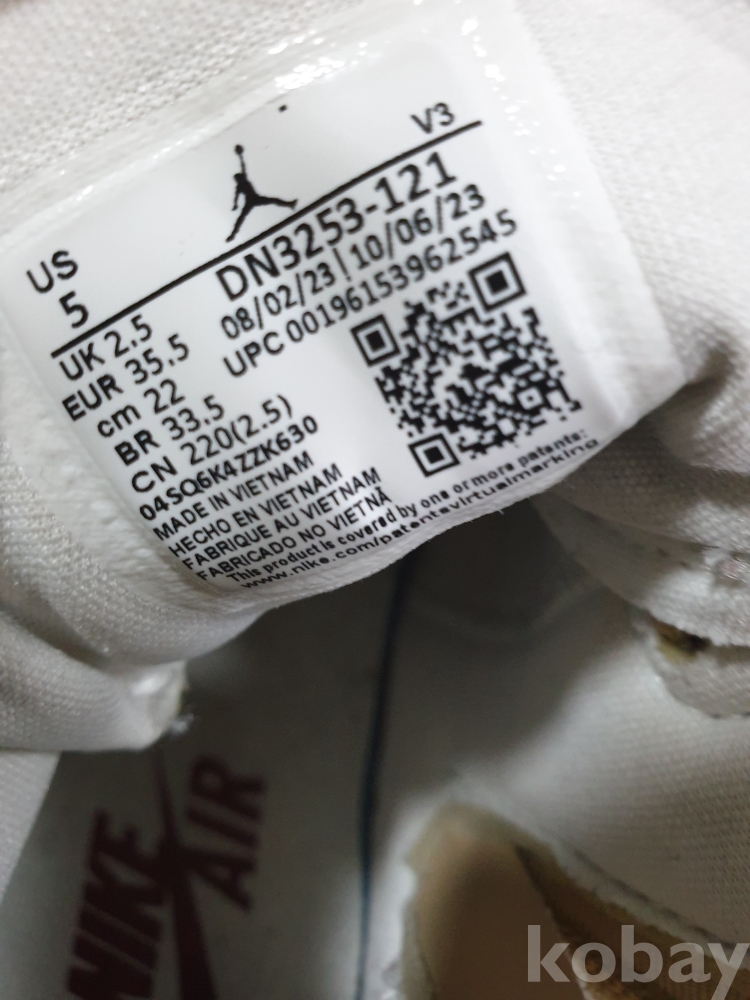 V3
US
5
DN3253-121
08/02/23 | 10/06/23
UPC 00196153962545
UK 2.5
EUR 35.5
cm 22
BR 33.5
CN 220(2.5)
04SQ6K4ZZK630
MADE IN VIETNAM
HECHO EN VIETNAM
FABRIQUE AU VIETNAM
FABRICADO NO VIETNÃ
This product is covered by one or more patents:
www.nike.com/patentsvirtualmarking
NIKE
AIR
kobay